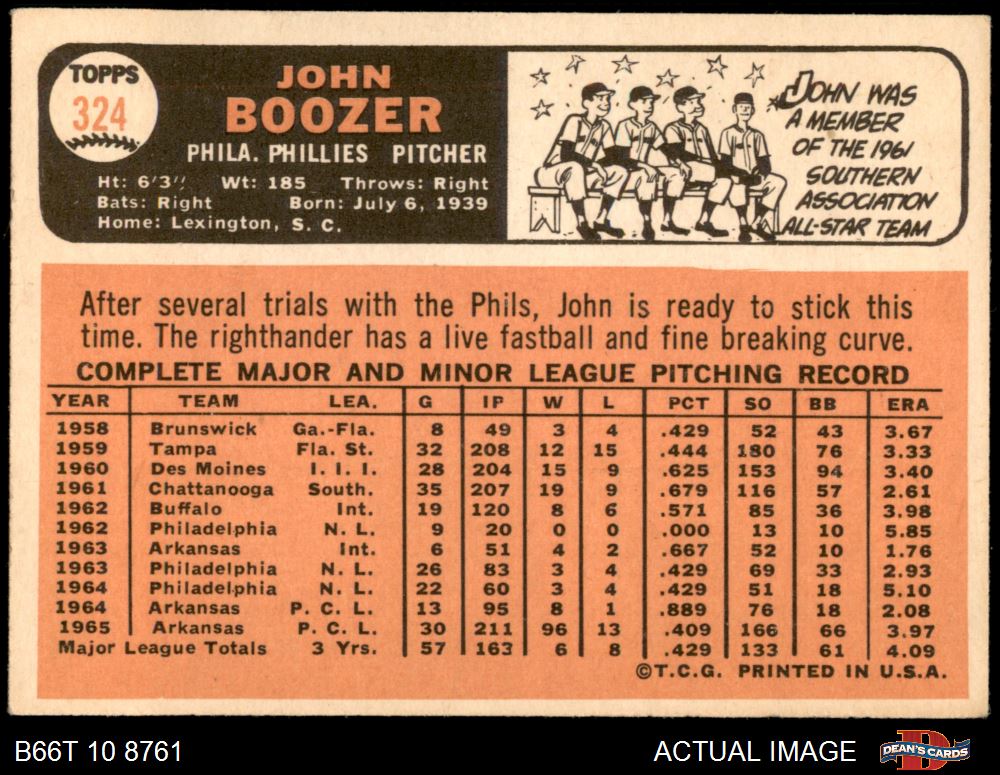 TOPPS
324
JOHN
BOOZER
PHILA. PHILLIES PITCHER
Ht: 6'3" Wt: 185 Throws: Right
Bats: Right Born: July 6, 1939
Home: Lexington, S. C.
JOHN WAS
A MEMBER
OF THE 1961
SOUTHERN
ASSOCIATION
ALL-STAR TEAM
After several trials with the Phils, John is ready to stick this
time. The righthander has a live fastball and fine breaking curve.
COMPLETE MAJOR AND MINOR LEAGUE PITCHING RECORD
YEAR TEAM LEA. G IP W L PCT SO BB ERA
1958 Brunswick Ga.-Fla. 8 49 3 4 .429 52 43 3.67
1959 Tampa Fla. St. 32 208 12 15 .444 180 76 3.33
1960 Des Moines I. I. I. 28 204 15 9 .625 153 94 3.40
1961 Chattanooga South. 35 207 19 9 .679 116 57 2.61
1962 Buffalo Int. 19 120 8 6 .571 85 36 3.98
1962 Philadelphia N. L. 9 20 0 0 .000 13 10 5.85
1963 Arkansas Int. 6 51 4 2 .667 52 10 1.76
1963 Philadelphia N. L. 26 83 3 4 .429 69 33 2.93
1964 Philadelphia N. L. 22 60 3 4 .429 51 18 5.10
1964 Arkansas P. C. L. 13 95 8 1 .889 76 18 2.08
1965 Arkansas P. C. L. 30 211 96 13 .409 166 66 3.97
Major League Totals 3 Yrs. 57 163 6 8 .429 133 61 4.09
©T.C.G. PRINTED IN U.S.A.
B66T 10 8761 ACTUAL IMAGE DEAN'S CARDS